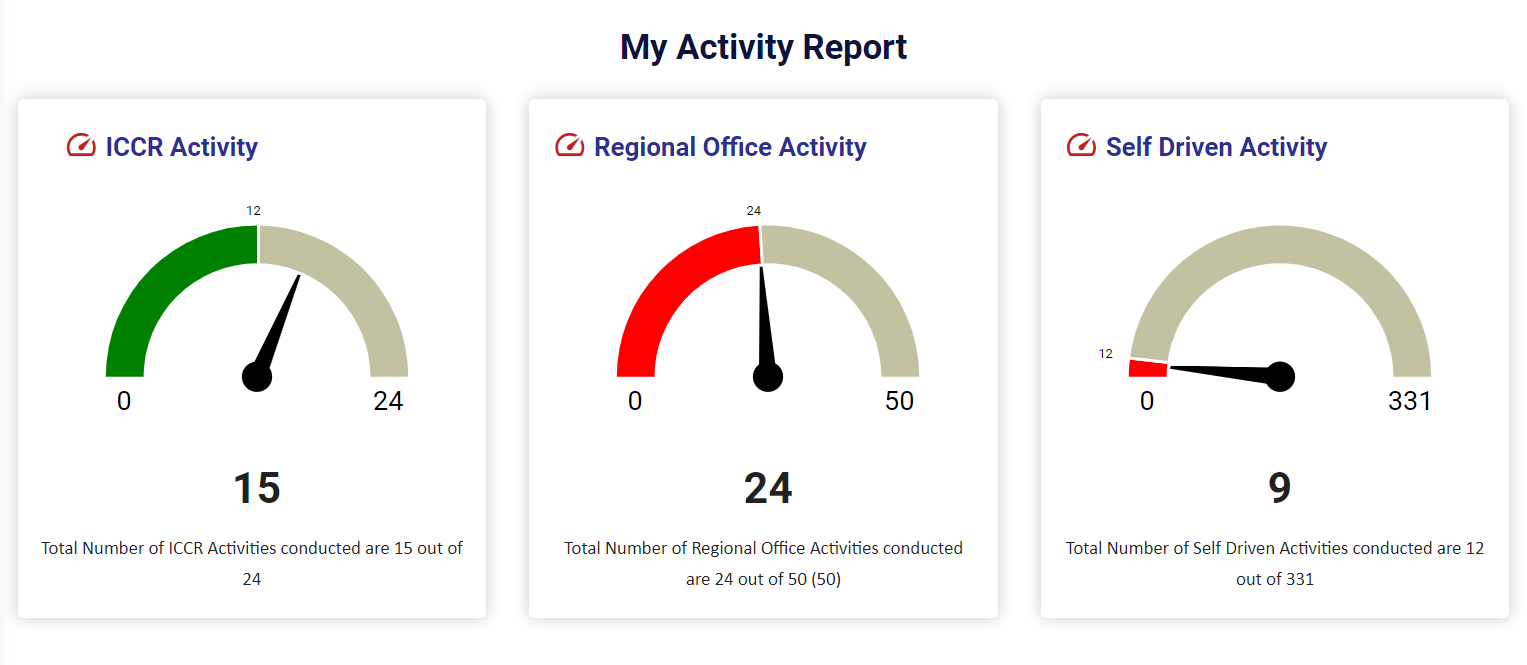 My Activity Report
ICCR Activity
12
0
24
15
Total Number of ICCR Activities conducted are 15 out of
24
Regional Office Activity
24
0
50
24
Total Number of Regional Office Activities conducted
are 24 out of 50 (50)
Self Driven Activity
12
0
331
9
Total Number of Self Driven Activities conducted are 12
out of 331